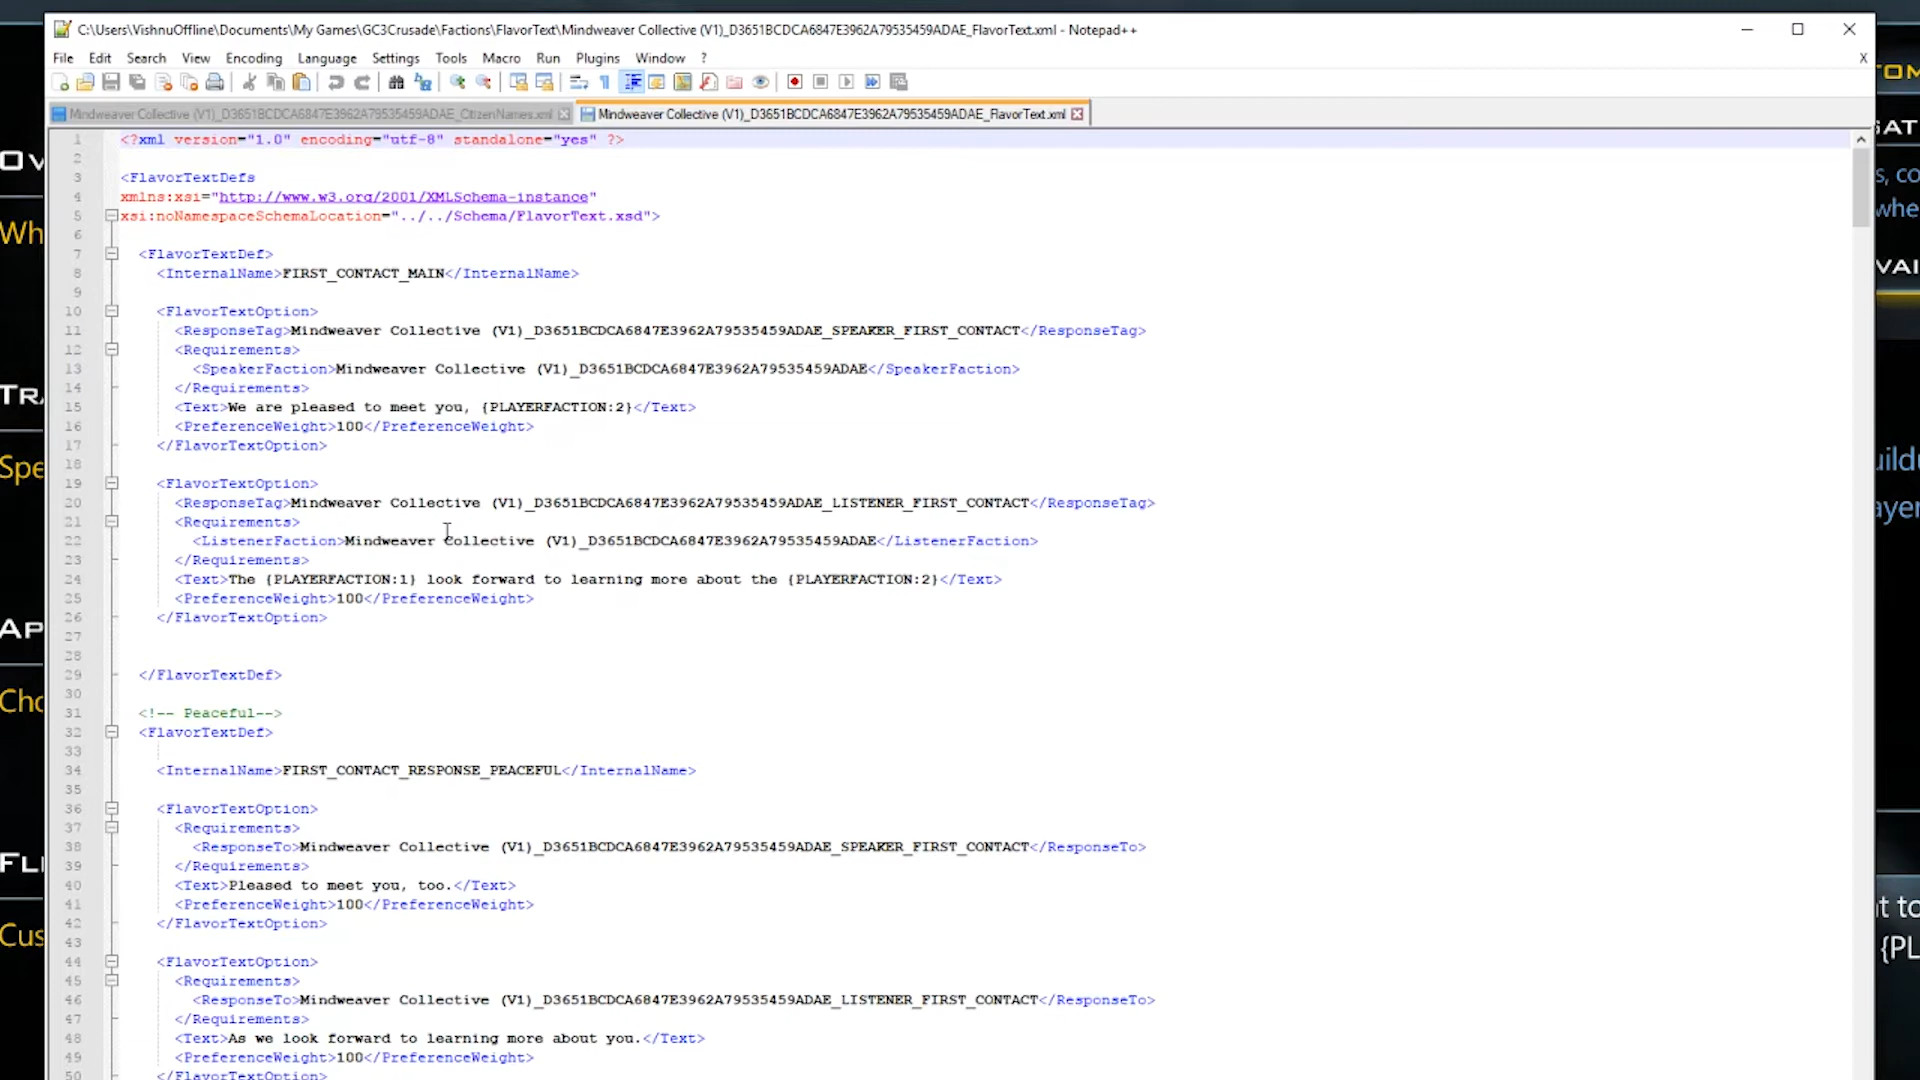 C:\Users\VishnuOffline\Documents\My Games\GC3Crusade\Factions\FlavorText\Mindweaver Collective (V1)_D3651BCDCA6847E3962A79535459ADAE_FlavorText.xml - Notepad++
File Edit Search View Encoding Language Settings Tools Macro Run Plugins Window ? X
Mindweaver Collective (V1)_D3651BCDCA6847E3962A79535459ADAE_CitizenNames.xml Mindweaver Collective (V1)_D3651BCDCA6847E3962A79535459ADAE_FlavorText.xml
1 <?xml version="1.0" encoding="utf-8" standalone="yes" ?>
2
3 <FlavorTextDefs
4 xmlns:xsi="http://www.w3.org/2001/XMLSchema-instance"
5 xsi:noNamespaceSchemaLocation="../../Schema/FlavorText.xsd">
6
7 <FlavorTextDef>
8 <InternalName>FIRST_CONTACT_MAIN</InternalName>
9
10 <FlavorTextOption>
11 <ResponseTag>Mindweaver Collective (V1)_D3651BCDCA6847E3962A79535459ADAE_SPEAKER_FIRST_CONTACT</ResponseTag>
12 <Requirements>
13 <SpeakerFaction>Mindweaver Collective (V1)_D3651BCDCA6847E3962A79535459ADAE</SpeakerFaction>
14 </Requirements>
15 <Text>We are pleased to meet you, {PLAYERFACTION:2}</Text>
16 <PreferenceWeight>100</PreferenceWeight>
17 </FlavorTextOption>
18
19 <FlavorTextOption>
20 <ResponseTag>Mindweaver Collective (V1)_D3651BCDCA6847E3962A79535459ADAE_LISTENER_FIRST_CONTACT</ResponseTag>
21 <Requirements>
22 <ListenerFaction>Mindweaver Collective (V1)_D3651BCDCA6847E3962A79535459ADAE</ListenerFaction>
23 </Requirements>
24 <Text>The {PLAYERFACTION:1} look forward to learning more about the {PLAYERFACTION:2}</Text>
25 <PreferenceWeight>100</PreferenceWeight>
26 </FlavorTextOption>
27
28
29 </FlavorTextDef>
30
31 <!-- Peaceful-->
32 <FlavorTextDef>
33
34 <InternalName>FIRST_CONTACT_RESPONSE_PEACEFUL</InternalName>
35
36 <FlavorTextOption>
37 <Requirements>
38 <ResponseTo>Mindweaver Collective (V1)_D3651BCDCA6847E3962A79535459ADAE_SPEAKER_FIRST_CONTACT</ResponseTo>
39 </Requirements>
40 <Text>Pleased to meet you, too.</Text>
41 <PreferenceWeight>100</PreferenceWeight>
42 </FlavorTextOption>
43
44 <FlavorTextOption>
45 <Requirements>
46 <ResponseTo>Mindweaver Collective (V1)_D3651BCDCA6847E3962A79535459ADAE_LISTENER_FIRST_CONTACT</ResponseTo>
47 </Requirements>
48 <Text>As we look forward to learning more about you.</Text>
49 <PreferenceWeight>100</PreferenceWeight>
50 </FlavorTextOption>